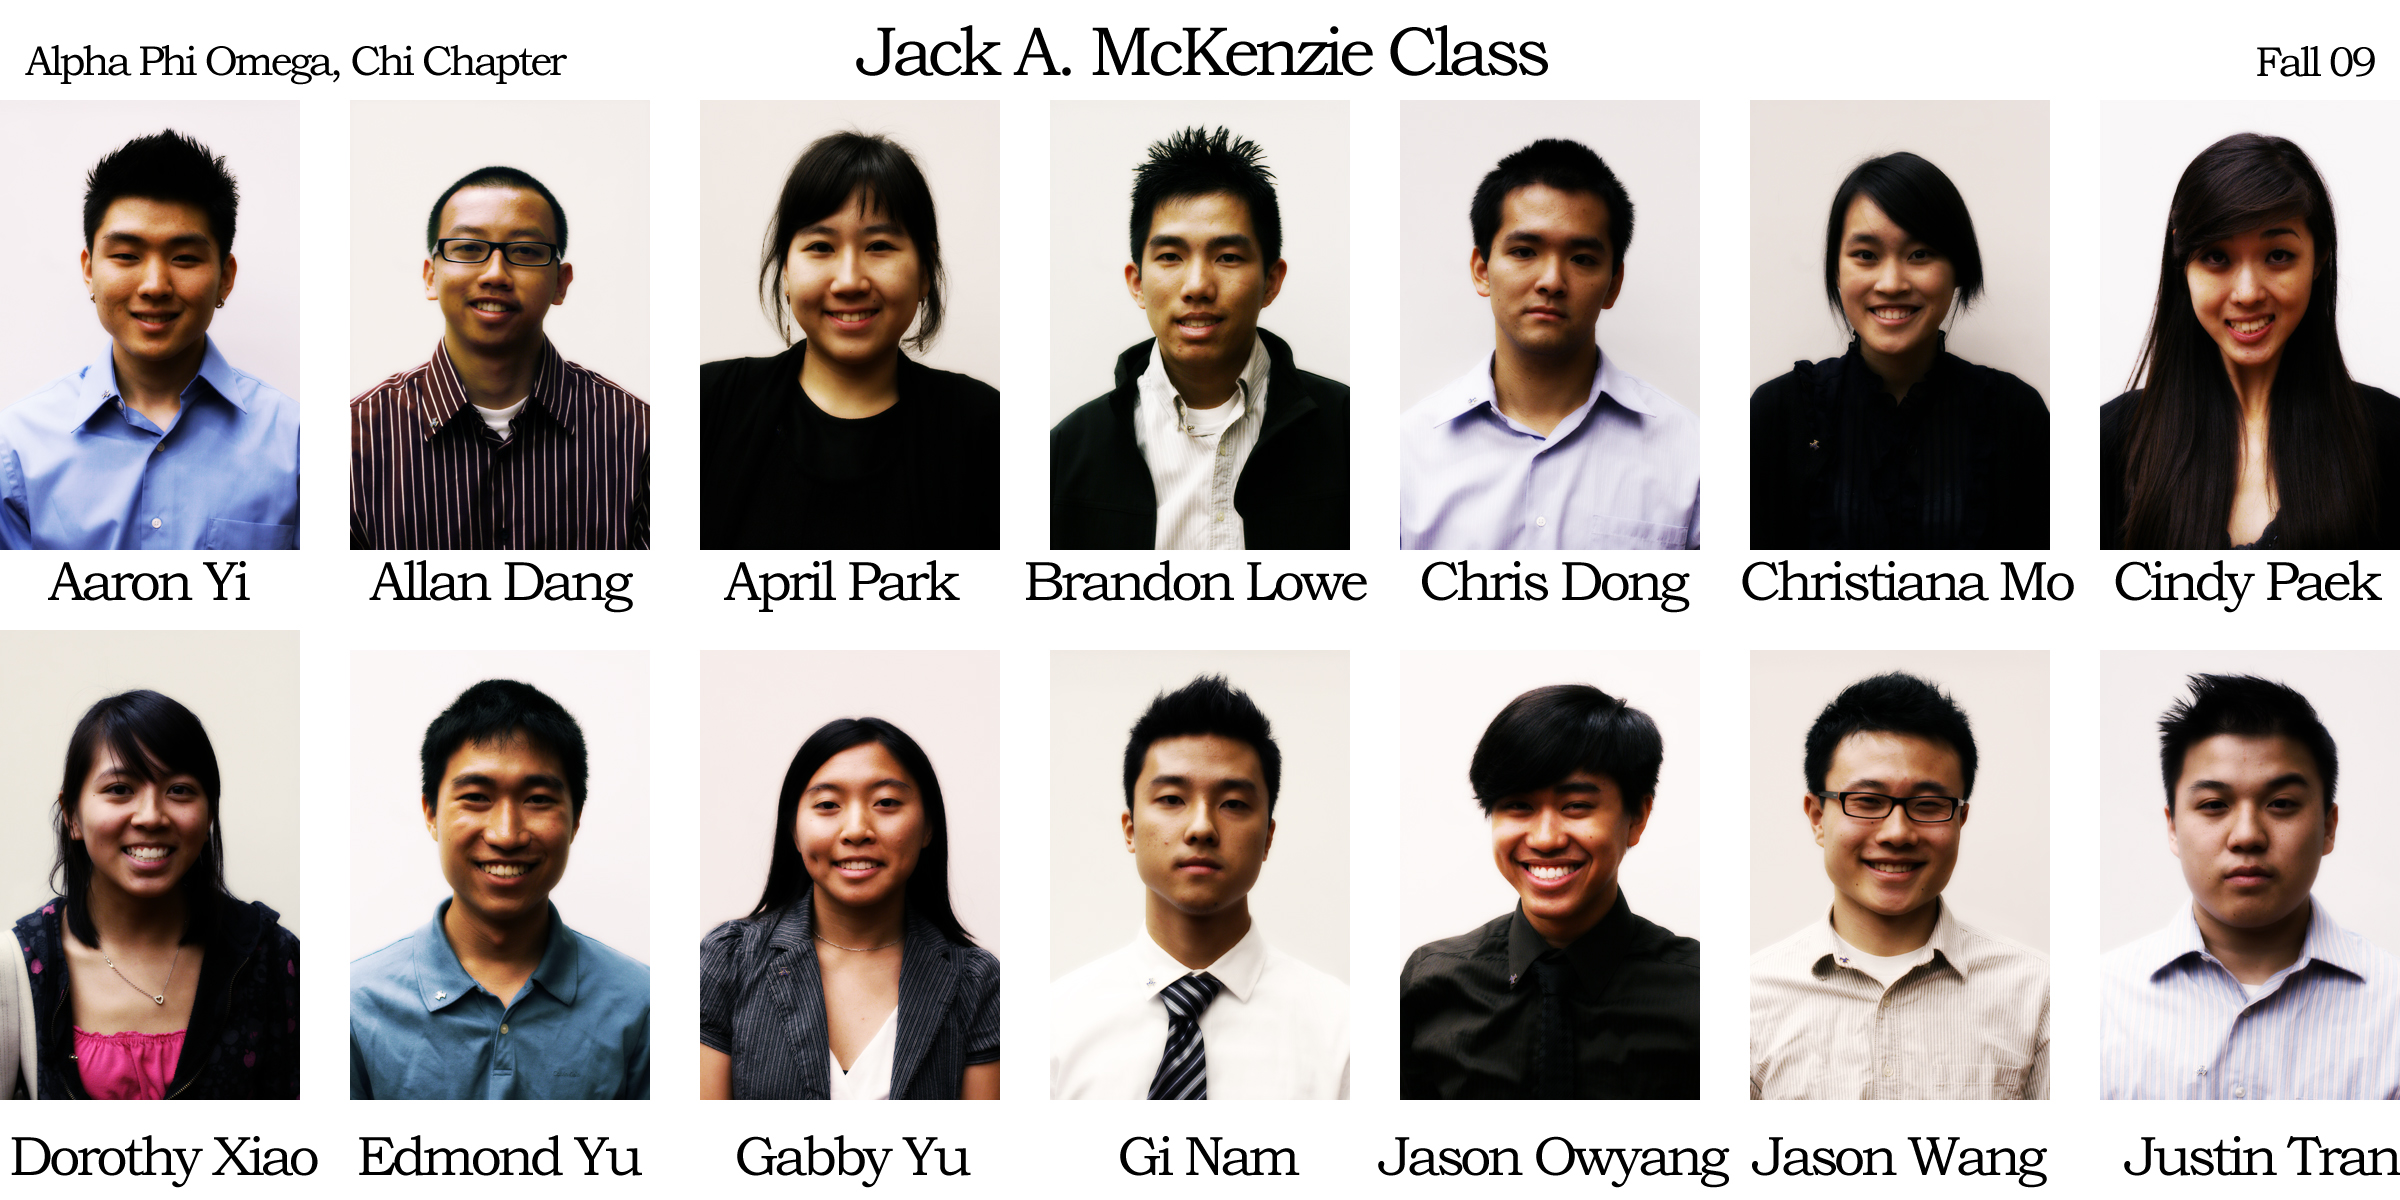 Alpha Phi Omega, Chi Chapter
Jack A. McKenzie Class
Fall 09
Aaron Yi
Allan Dang
April Park
Brandon Lowe
Chris Dong
Christiana Mo
Cindy Paek
Dorothy Xiao
Edmond Yu
Gabby Yu
Gi Nam
Jason Owyang
Jason Wang
Justin Tran